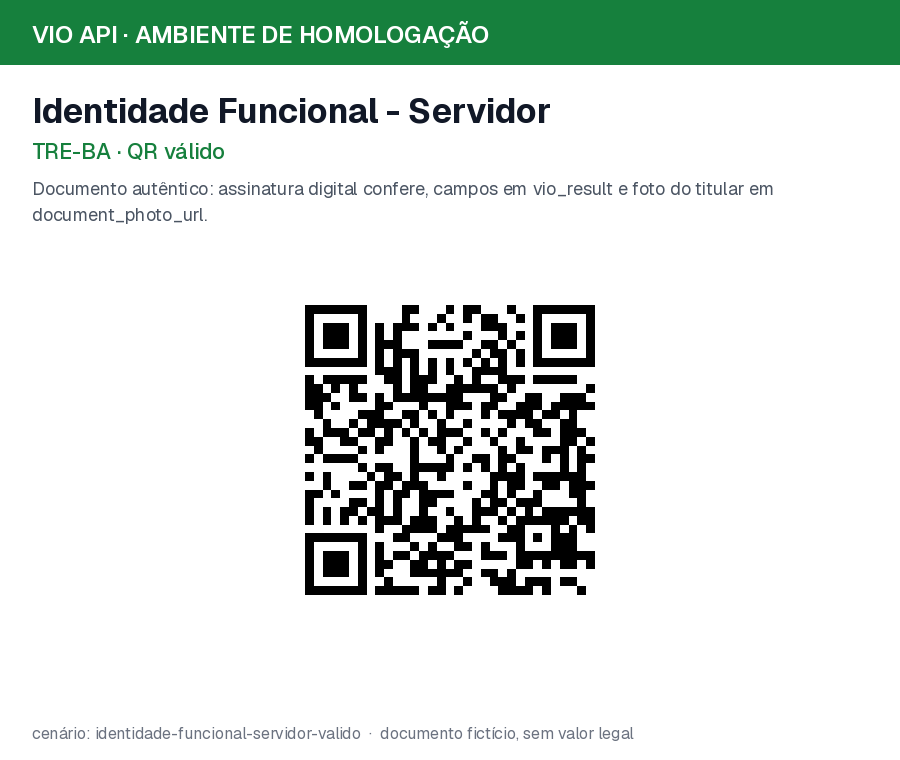 VIO API · AMBIENTE DE HOMOLOGAÇÃO
Identidade Funcional - Servidor
TRE-BA · QR válido
Documento autêntico: assinatura digital confere, campos em vio_result e foto do titular em
document_photo_url.
cenário: identidade-funcional-servidor-valido · documento fictício, sem valor legal